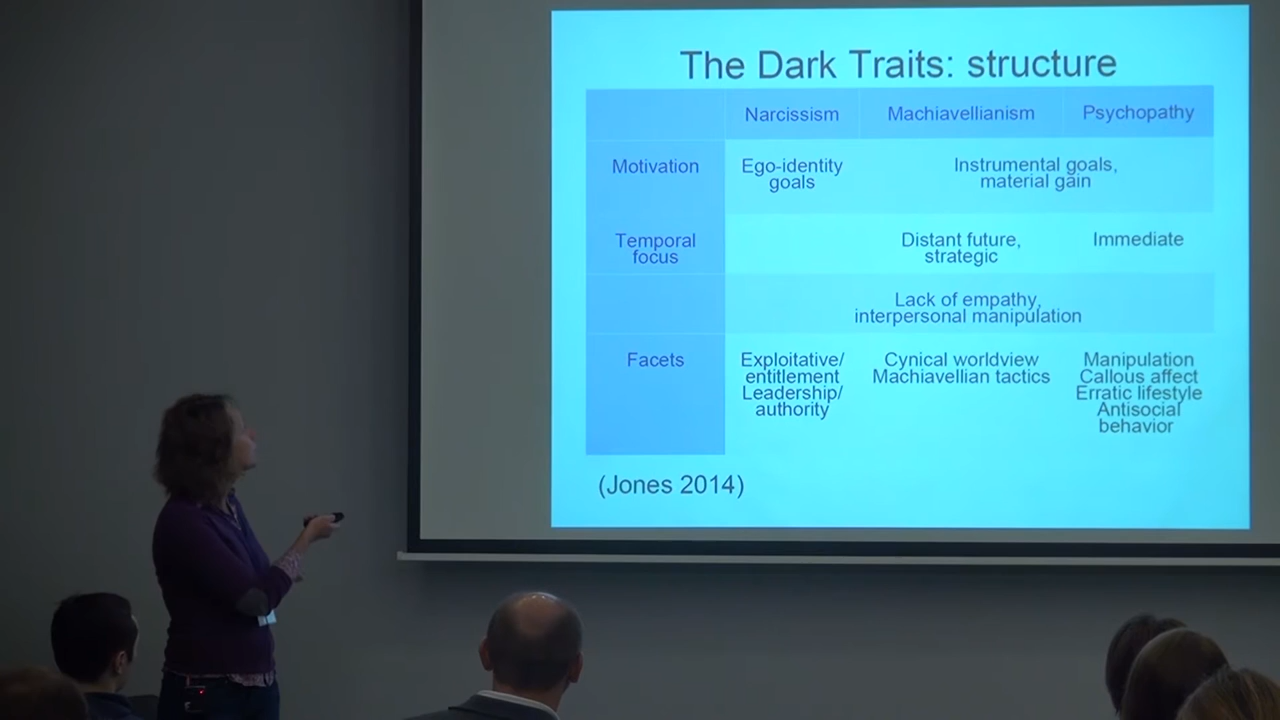 The Dark Traits: structure
Narcissism Machiavellianism Psychopathy
Motivation
Ego-identity
goals
Instrumental goals,
material gain
Temporal
focus
Distant future,
strategic
Immediate
Lack of empathy,
interpersonal manipulation
Facets
Exploitative/
entitlement
Leadership/
authority
Cynical worldview
Machiavellian tactics
Manipulation
Callous affect
Erratic lifestyle
Antisocial
behavior
(Jones 2014)